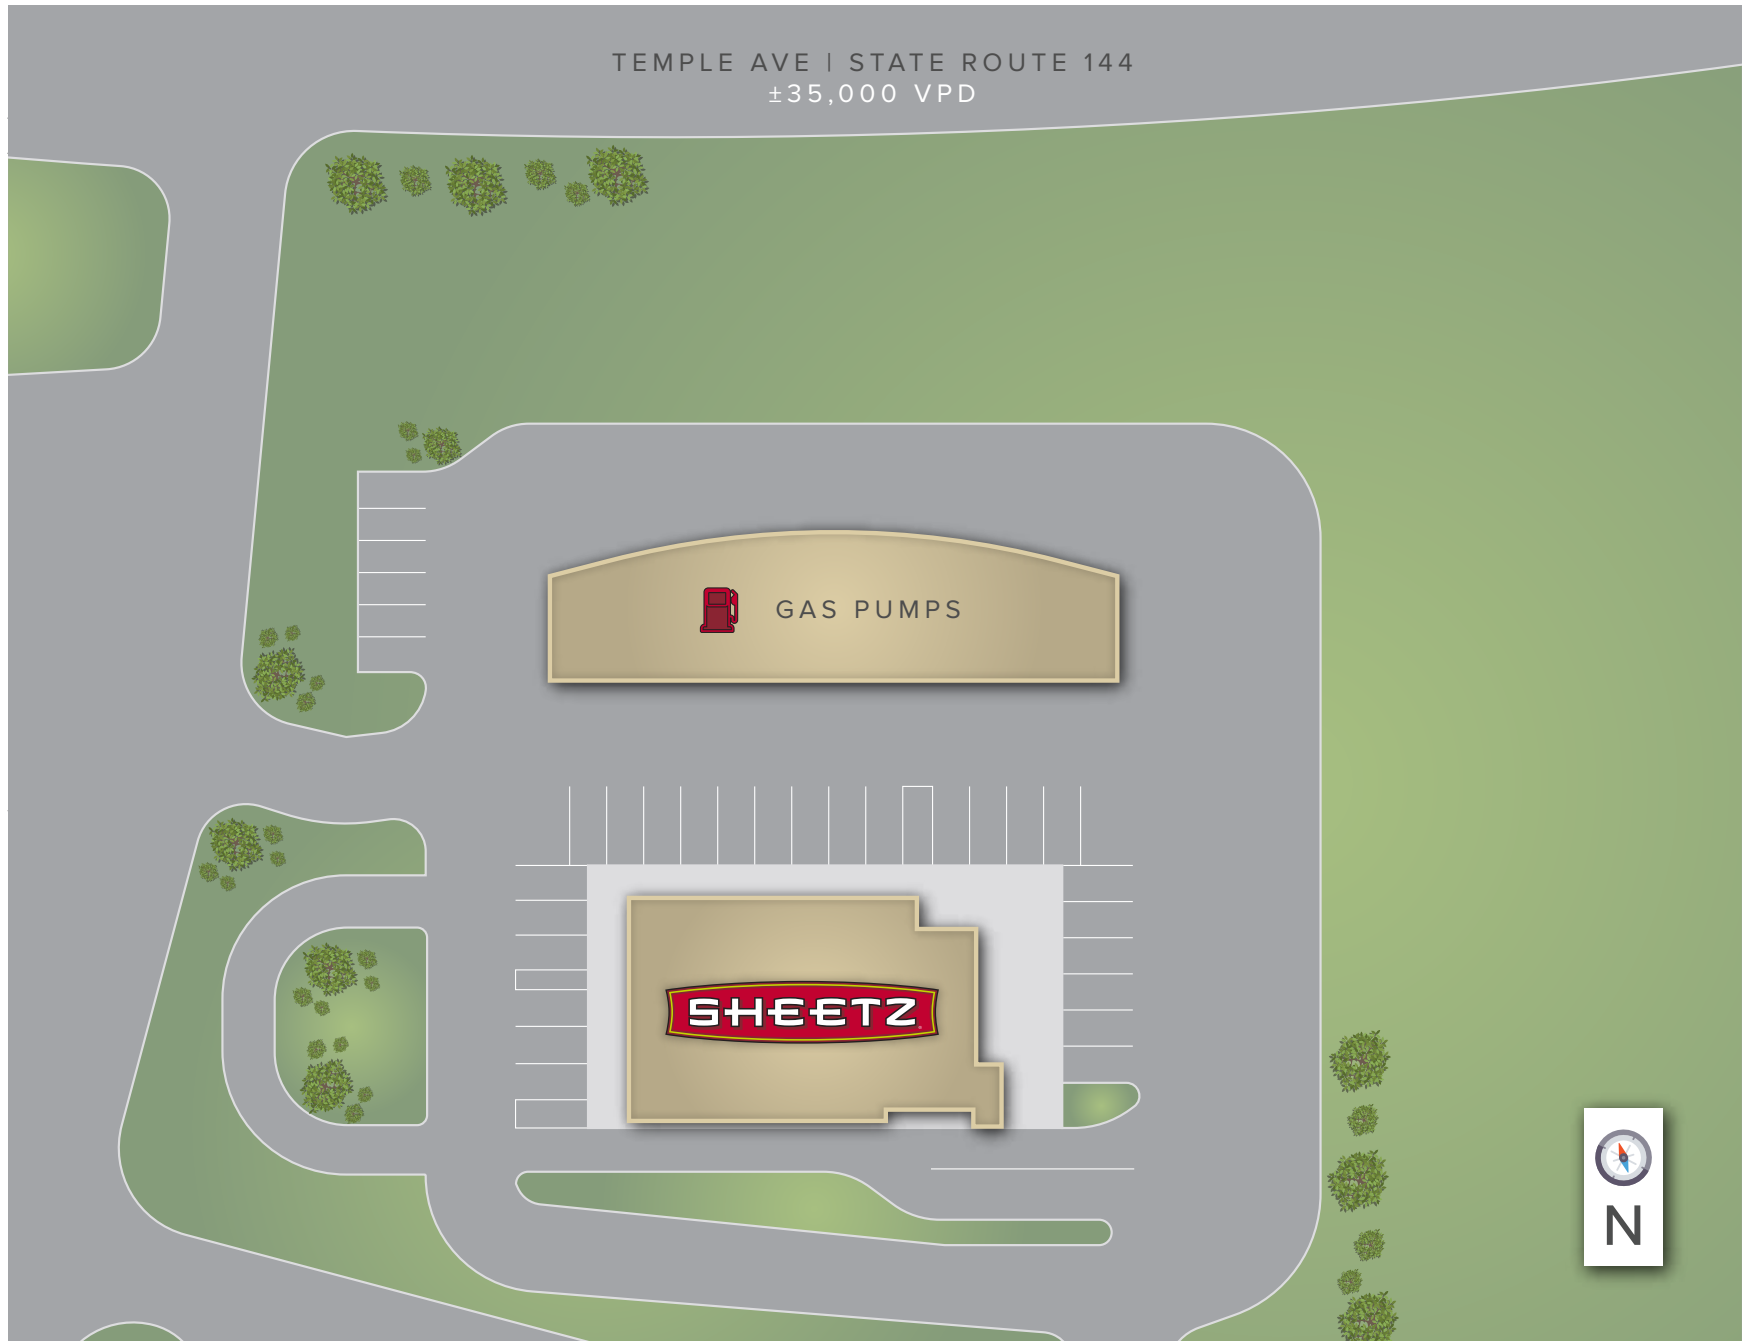 TEMPLE AVE | STATE ROUTE 144
±35,000 VPD
GAS PUMPS
SHEETZ
N